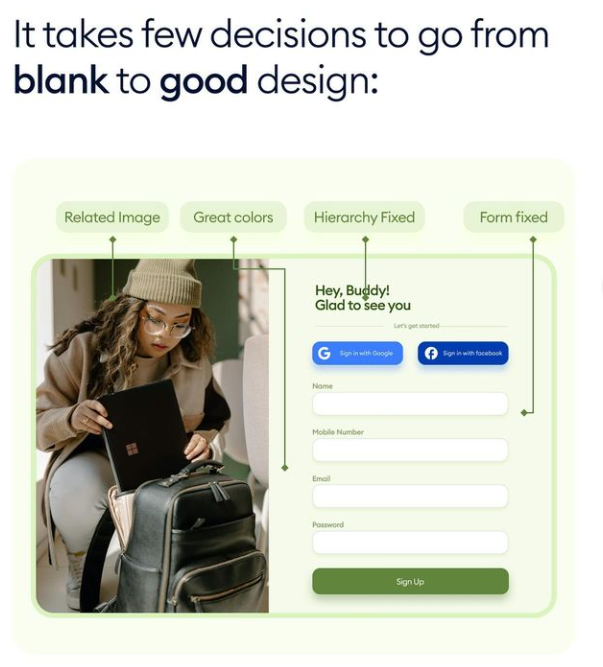 It takes few decisions to go from
blank to good design:
Related Image
Great colors
Hierarchy Fixed
Form fixed
Hey, Buddy!
Glad to see you
Let's get started
Sign in with Google
Sign in with facebook
Name
Mobile Number
Email
Password
Sign Up